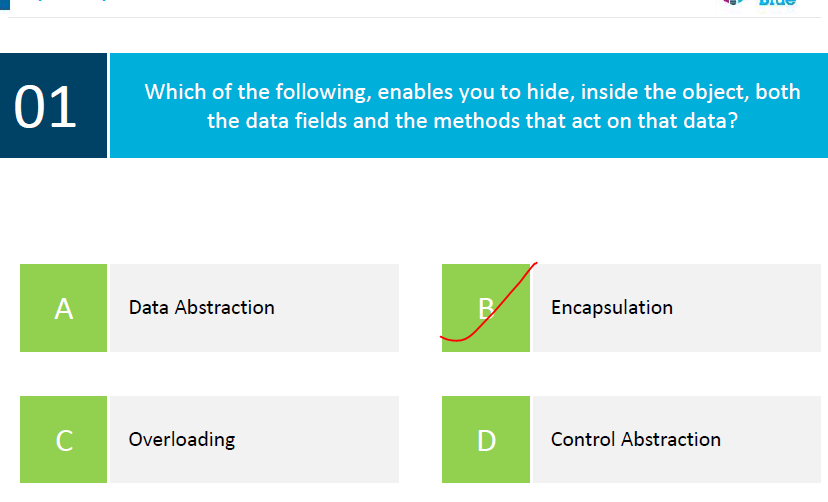 01
Which of the following, enables you to hide, inside the object, both
the data fields and the methods that act on that data?
A
Data Abstraction
B
Encapsulation
C
Overloading
D
Control Abstraction